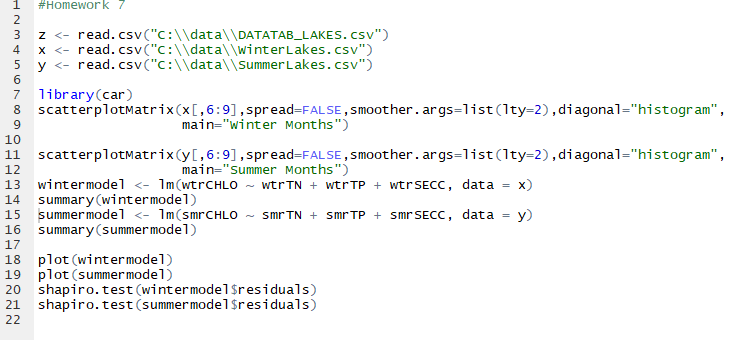 1 #Homework 7
2
3 z <- read.csv("C:\\data\\DATATAB_LAKES.csv")
4 x <- read.csv("C:\\data\\WinterLakes.csv")
5 y <- read.csv("C:\\data\\SummerLakes.csv")
6
7 library(car)
8 scatterplotMatrix(x[,6:9],spread=FALSE,smoother.args=list(lty=2),diagonal="histogram",
9 main="Winter Months")
10
11 scatterplotMatrix(y[,6:9],spread=FALSE,smoother.args=list(lty=2),diagonal="histogram",
12 main="Summer Months")
13 wintermodel <- lm(wtrCHLO ~ wtrTN + wtrTP + wtrSECC, data = x)
14 summary(wintermodel)
15 summermodel <- lm(smrCHLO ~ smrTN + smrTP + smrSECC, data = y)
16 summary(summermodel)
17
18 plot(wintermodel)
19 plot(summermodel)
20 shapiro.test(wintermodel$residuals)
21 shapiro.test(summermodel$residuals)
22